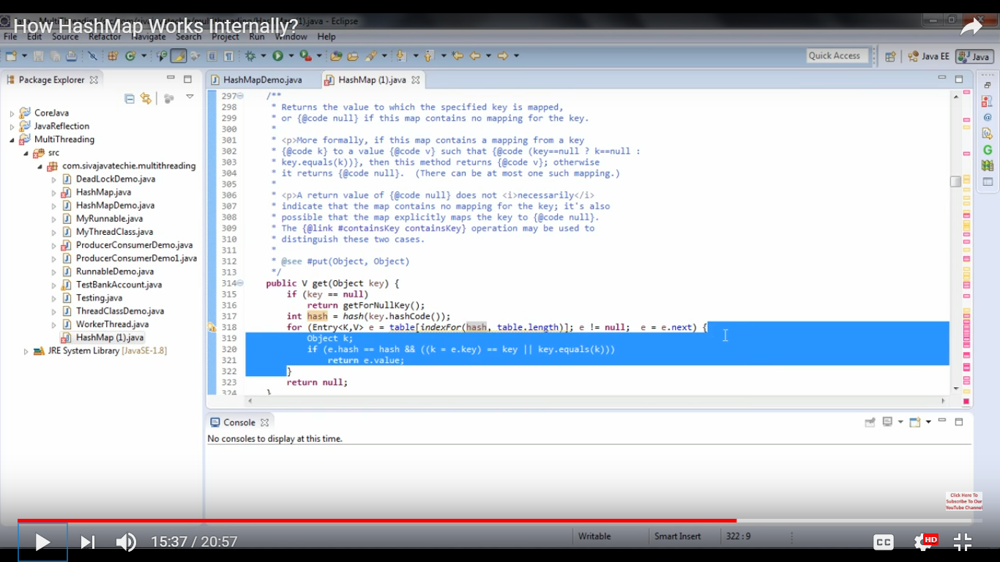 How HashMap Works Internally?
File Edit Source Refactor Navigate Search Project Run Window Help
Quick Access
Java EE
Java
Package Explorer
HashMapDemo.java
HashMap (1).java
CoreJava
JavaReflection
MultiThreading
src
com.sivajavatechie.multithreading
DeadLockDemo.java
HashMap.java
HashMapDemo.java
MyRunnable.java
MyThreadClass.java
ProducerConsumerDemo.java
ProducerConsumerDemo1.java
RunnableDemo.java
TestBankAccount.java
Testing.java
ThreadClassDemo.java
WorkerThread.java
HashMap (1).java
JRE System Library [JavaSE-1.8]
297 /**
298 * Returns the value to which the specified key is mapped,
299 * or {@code null} if this map contains no mapping for the key.
300 *
301 * <p>More formally, if this map contains a mapping from a key
302 * {@code k} to a value {@code v} such that {@code (key==null ? k==null :
303 * key.equals(k))}, then this method returns {@code v}; otherwise
304 * it returns {@code null}.  (There can be at most one such mapping.)
305 *
306 * <p>A return value of {@code null} does not <i>necessarily</i>
307 * indicate that the map contains no mapping for the key; it's also
308 * possible that the map explicitly maps the key to {@code null}.
309 * The {@link #containsKey containsKey} operation may be used to
310 * distinguish these two cases.
311 *
312 * @see #put(Object, Object)
313 */
314 public V get(Object key) {
315 if (key == null)
316 return getForNullKey();
317 int hash = hash(key.hashCode());
318 for (Entry<K,V> e = table[indexFor(hash, table.length)]; e != null;  e = e.next) {
319 Object k;
320 if (e.hash == hash && ((k = e.key) == key || key.equals(k)))
321 return e.value;
322 }
323 return null;
324 }
Console
No consoles to display at this time.
Click Here To
Subscribe To Our
YouTube Channel
15:37 / 20:57
Writable
Smart Insert
322 : 9
CC
HD